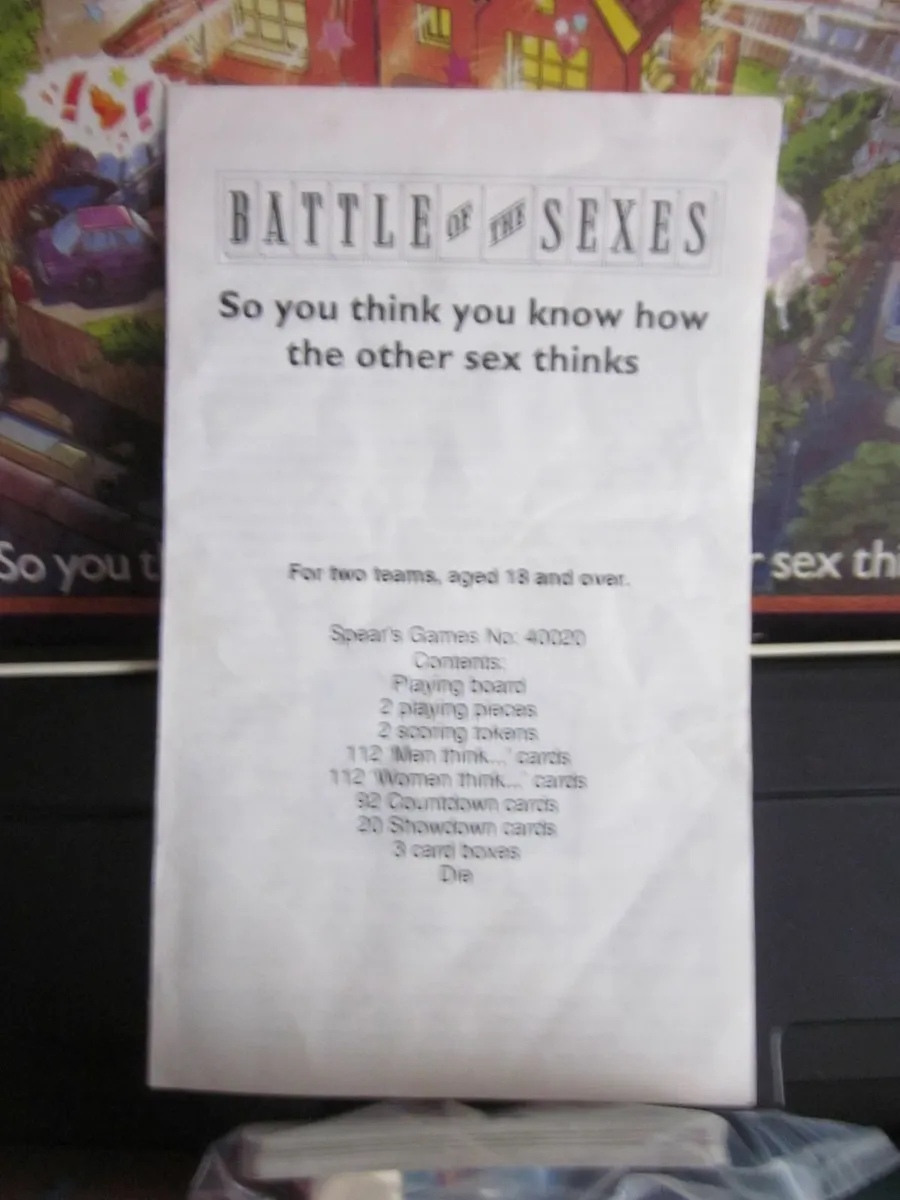 BATTLE OF THE SEXES
So you think you know how
the other sex thinks
For two teams, aged 18 and over.
Spear's Games No: 40020
Contents:
Playing board
2 playing pieces
2 scoring tokens
112 'Men think...' cards
112 'Women think...' cards
92 Countdown cards
20 Showdown cards
3 card boxes
Die
So you t
r sex thi